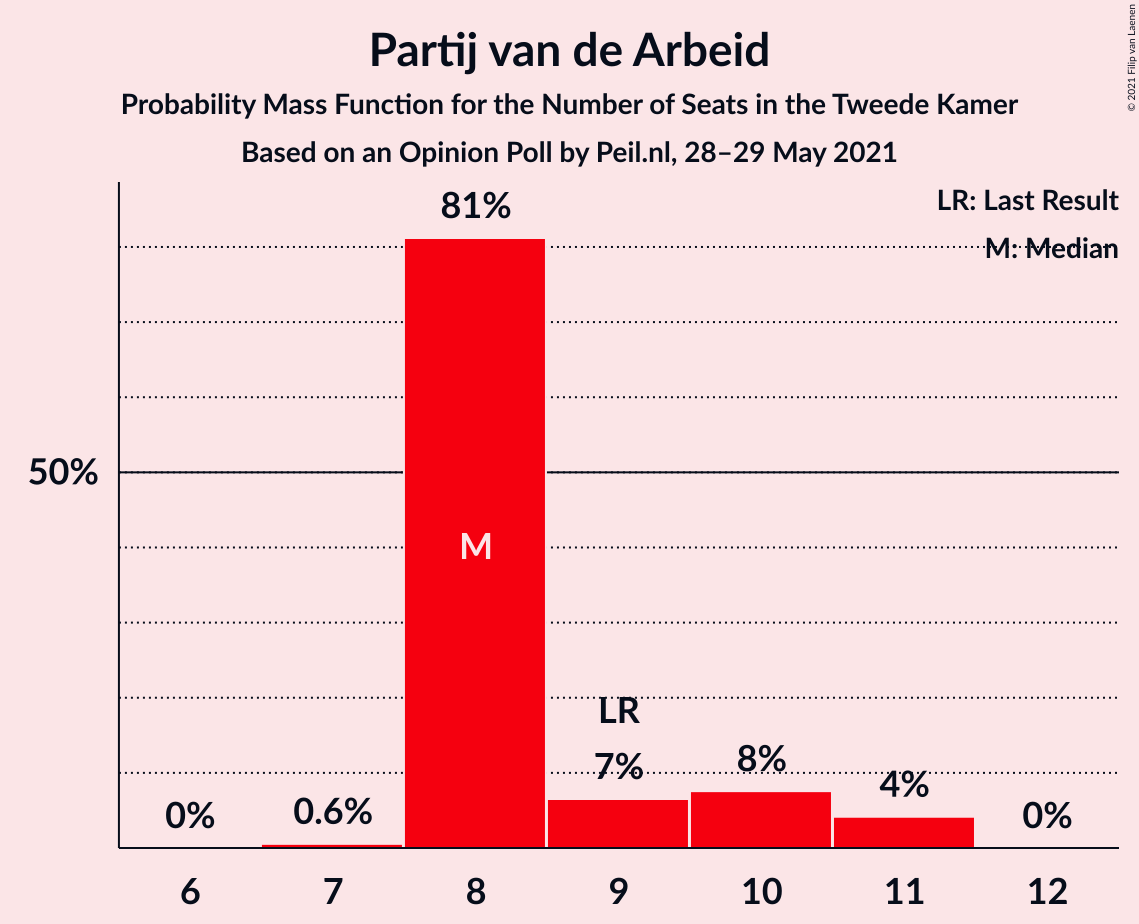 Partij van de Arbeid
Probability Mass Function for the Number of Seats in the Tweede Kamer
Based on an Opinion Poll by Peil.nl, 28–29 May 2021
© 2021 Filip van Laenen
LR: Last Result
M: Median
81%
50%
M
LR
7%
8%
4%
0%
0.6%
0%
6 7 8 9 10 11 12